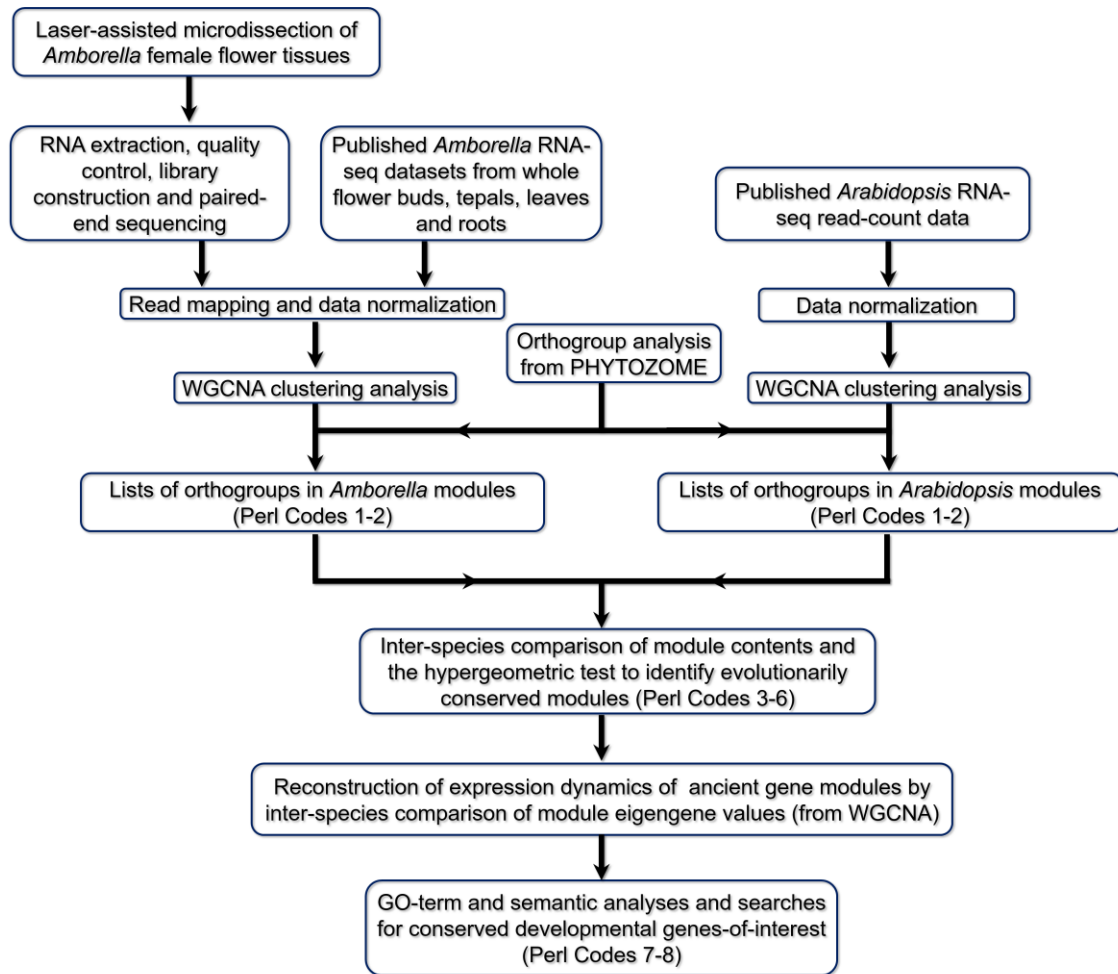 Laser-assisted microdissection of
Amborella female flower tissues
RNA extraction, quality
control, library
construction and paired-
end sequencing
Published Amborella RNA-
seq datasets from whole
flower buds, tepals, leaves
and roots
Published Arabidopsis RNA-
seq read-count data
Read mapping and data normalization
Data normalization
Orthogroup analysis
from PHYTOZOME
WGCNA clustering analysis
WGCNA clustering analysis
Lists of orthogroups in Amborella modules
(Perl Codes 1-2)
Lists of orthogroups in Arabidopsis modules
(Perl Codes 1-2)
Inter-species comparison of module contents and
the hypergeometric test to identify evolutionarily
conserved modules (Perl Codes 3-6)
Reconstruction of expression dynamics of ancient gene modules by
inter-species comparison of module eigengene values (from WGCNA)
GO-term and semantic analyses and searches
for conserved developmental genes-of-interest
(Perl Codes 7-8)